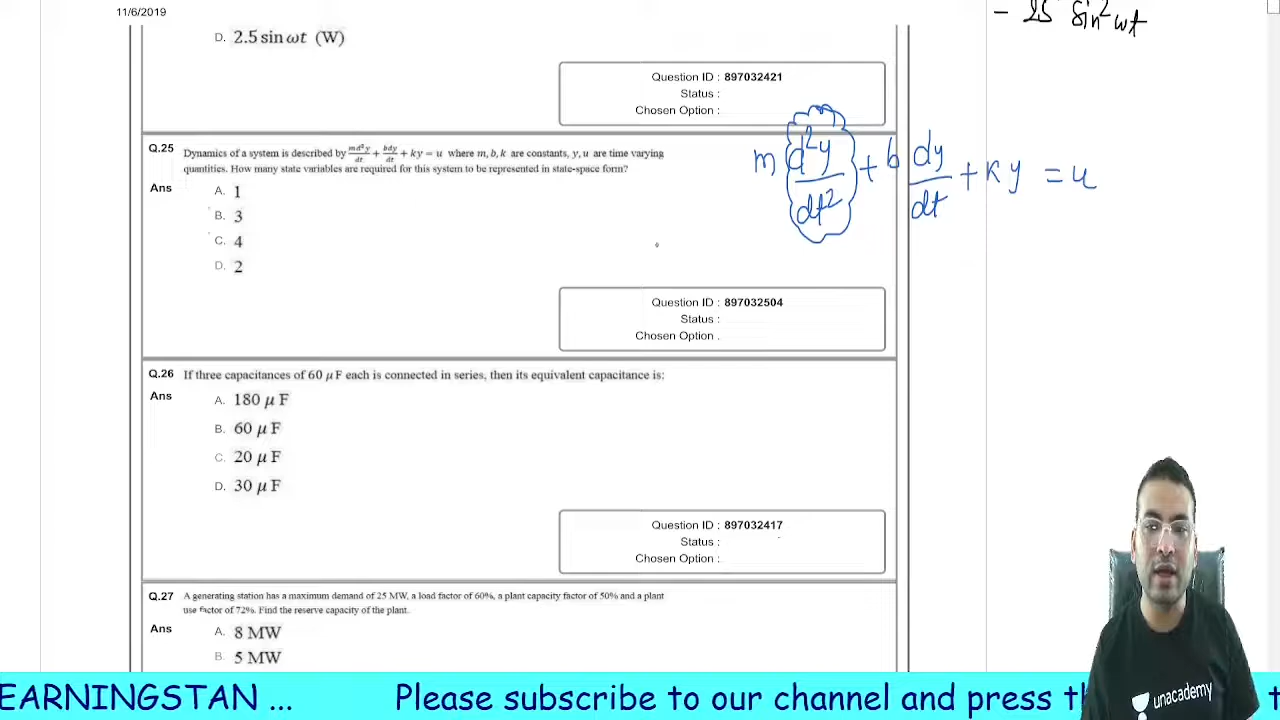 11/6/2019
- 25 sin² ωt
D. 2.5 sin ωt (W)
Question ID : 897032421
Status :
Chosen Option :
Q.25 Dynamics of a system is described by md²y/dt + bdy/dt + ky = u where m, b, k are constants, y, u are time varying
quantities. How many state variables are required for this system to be represented in state-space form?
m d²y/dt² + b dy/dt + ky = u
Ans
A. 1
B. 3
C. 4
D. 2
Question ID : 897032504
Status :
Chosen Option .
Q.26 If three capacitances of 60 μF each is connected in series, then its equivalent capacitance is:
Ans
A. 180 μ F
B. 60 μ F
C. 20 μ F
D. 30 μ F
Question ID : 897032417
Status :
Chosen Option :
Q.27 A generating station has a maximum demand of 25 MW, a load factor of 60%, a plant capacity factor of 50% and a plant
use factor of 72%. Find the reserve capacity of the plant.
Ans
A. 8 MW
B. 5 MW
unacademy
EARNINGSTAN ... Please subscribe to our channel and press